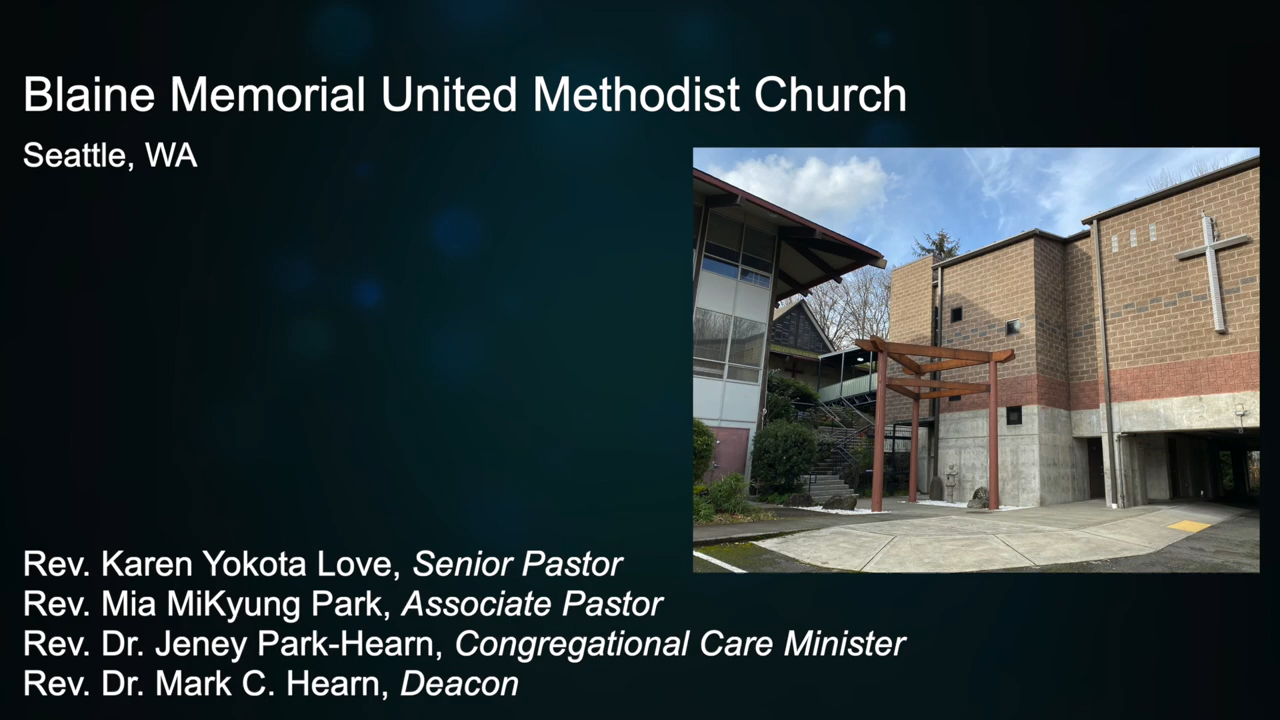 Blaine Memorial United Methodist Church
Seattle, WA
Rev. Karen Yokota Love, Senior Pastor
Rev. Mia MiKyung Park, Associate Pastor
Rev. Dr. Jeney Park-Hearn, Congregational Care Minister
Rev. Dr. Mark C. Hearn, Deacon